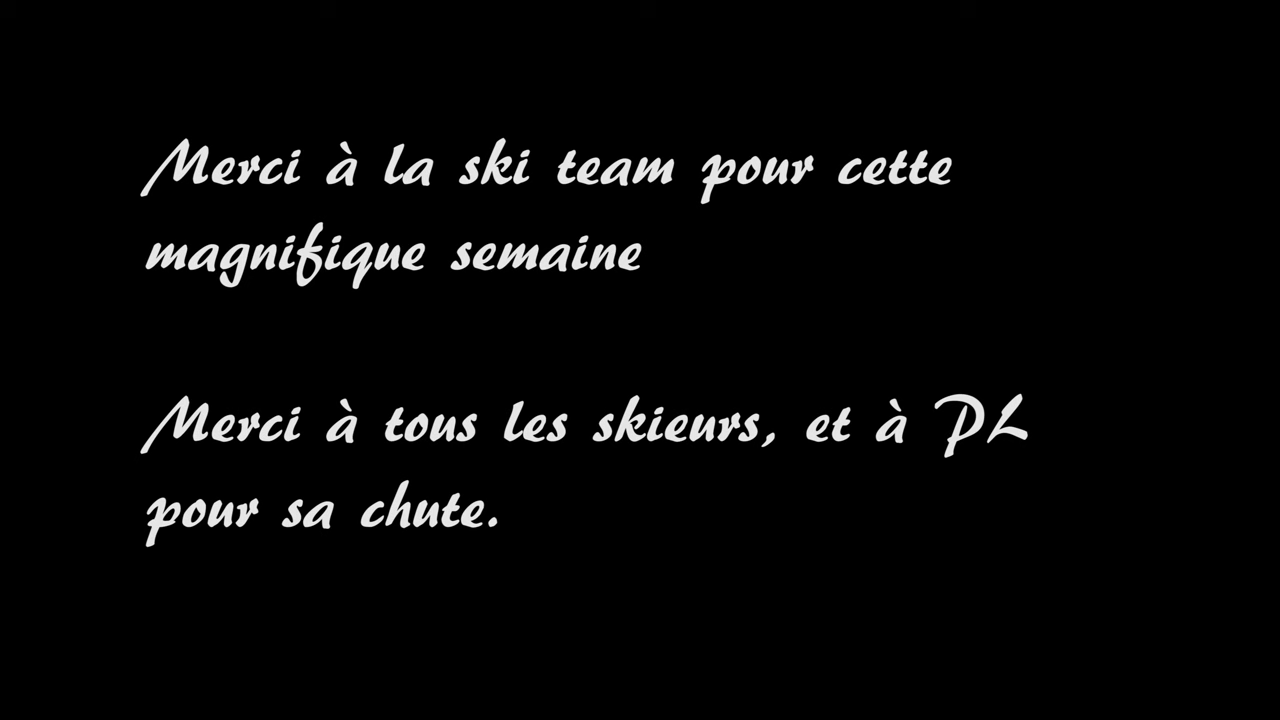 Merci à la ski team pour cette
magnifique semaine
Merci à tous les skieurs, et à PL
pour sa chute.